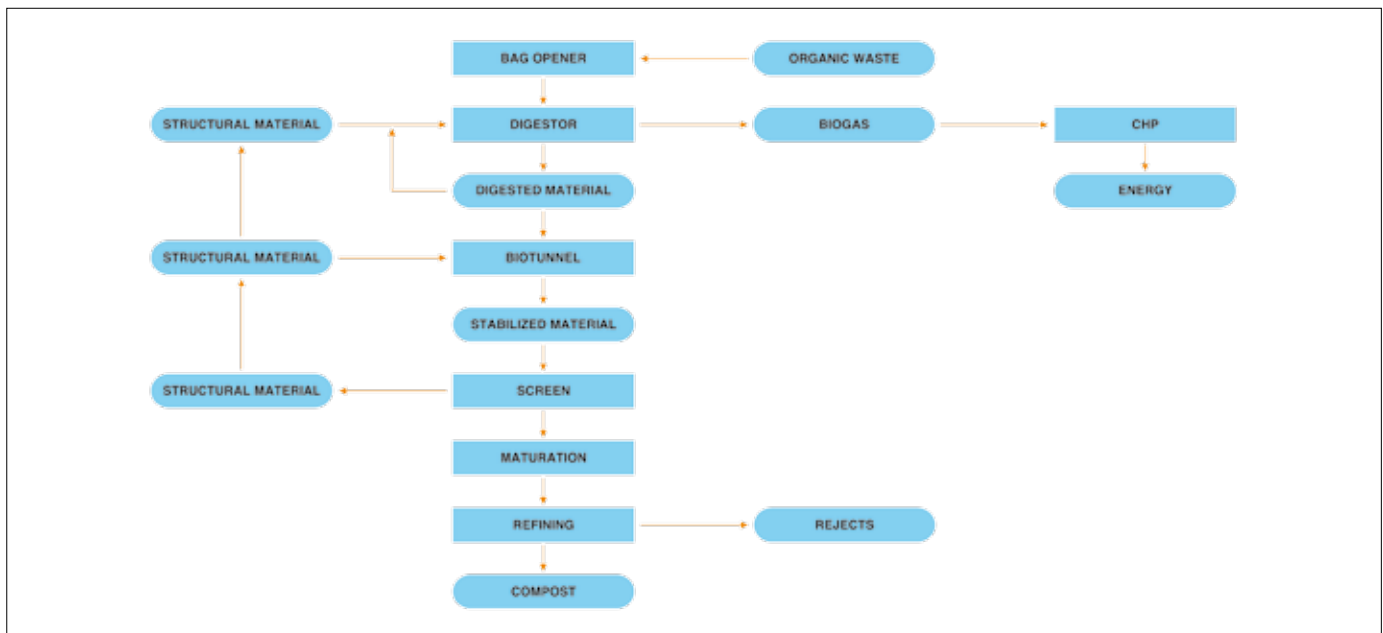 BAG OPENER
ORGANIC WASTE
STRUCTURAL MATERIAL
DIGESTOR
BIOGAS
CHP
DIGESTED MATERIAL
ENERGY
STRUCTURAL MATERIAL
BIOTUNNEL
STABILIZED MATERIAL
STRUCTURAL MATERIAL
SCREEN
MATURATION
REFINING
REJECTS
COMPOST